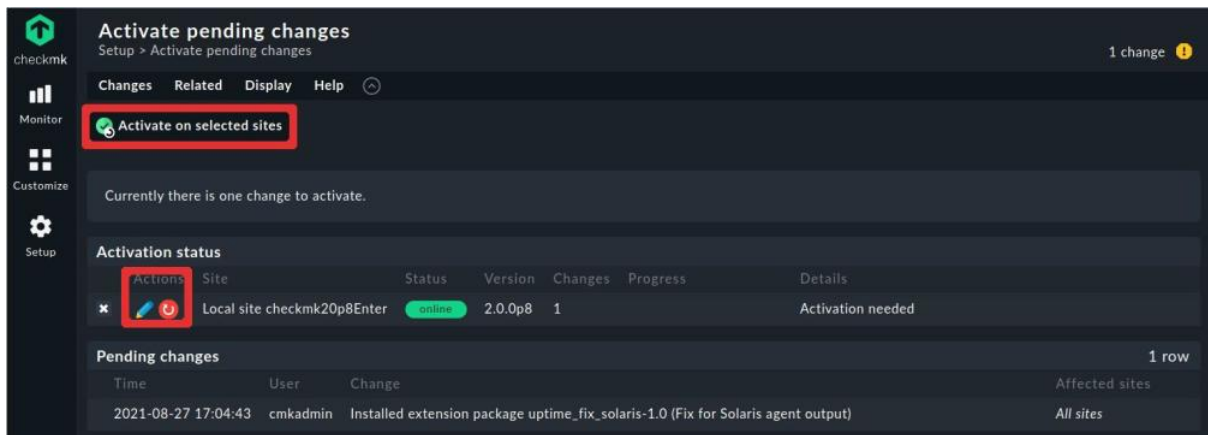 Activate pending changes
Setup > Activate pending changes
1 change
checkmk
Changes Related Display Help
Monitor
Activate on selected sites
Customize
Currently there is one change to activate.
Setup
Activation status
Actions Site Status Version Changes Progress Details
Local site checkmk20p8Enter online 2.0.0p8 1 Activation needed
Pending changes 1 row
Time User Change Affected sites
2021-08-27 17:04:43 cmkadmin Installed extension package uptime_fix_solaris-1.0 (Fix for Solaris agent output) All sites